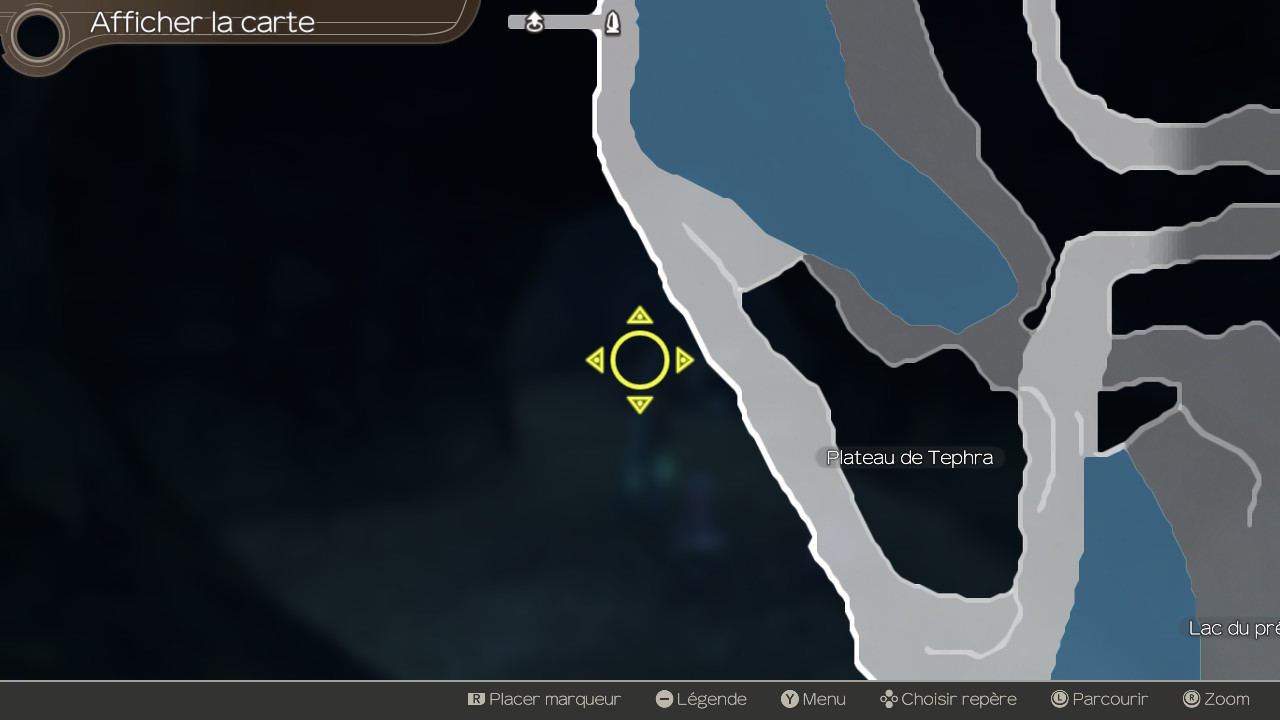 Afficher la carte
Plateau de Tephra
Lac du pré
R Placer marqueur Légende Y Menu Choisir repère L Parcourir R Zoom